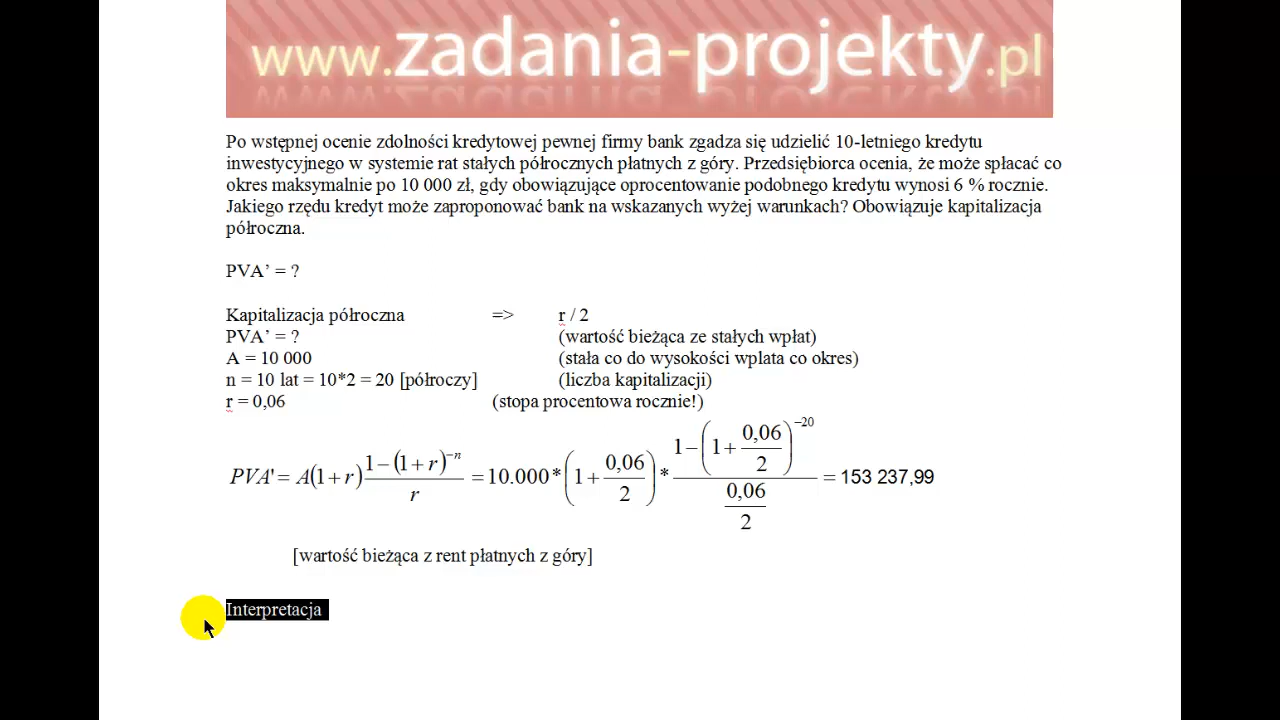 www.zadania-projekty.pl
Po wstępnej ocenie zdolności kredytowej pewnej firmy bank zgadza się udzielić 10-letniego kredytu
inwestycyjnego w systemie rat stałych półrocznych płatnych z góry. Przedsiębiorca ocenia, że może spłacać co
okres maksymalnie po 10 000 zł, gdy obowiązujące oprocentowanie podobnego kredytu wynosi 6 % rocznie.
Jakiego rzędu kredyt może zaproponować bank na wskazanych wyżej warunkach? Obowiązuje kapitalizacja
półroczna.
PVA’ = ?
Kapitalizacja półroczna => r / 2
PVA’ = ? (wartość bieżąca ze stałych wpłat)
A = 10 000 (stała co do wysokości wplata co okres)
n = 10 lat = 10*2 = 20 [półroczy] (liczba kapitalizacji)
r = 0,06 (stopa procentowa rocznie!)
PVA'= A(1+r) (1−(1+r)^−n)/r = 10.000*(1+0,06/2)*(1−(1+0,06/2)^−20)/(0,06/2) = 153 237,99
[wartość bieżąca z rent płatnych z góry]
Interpretacja